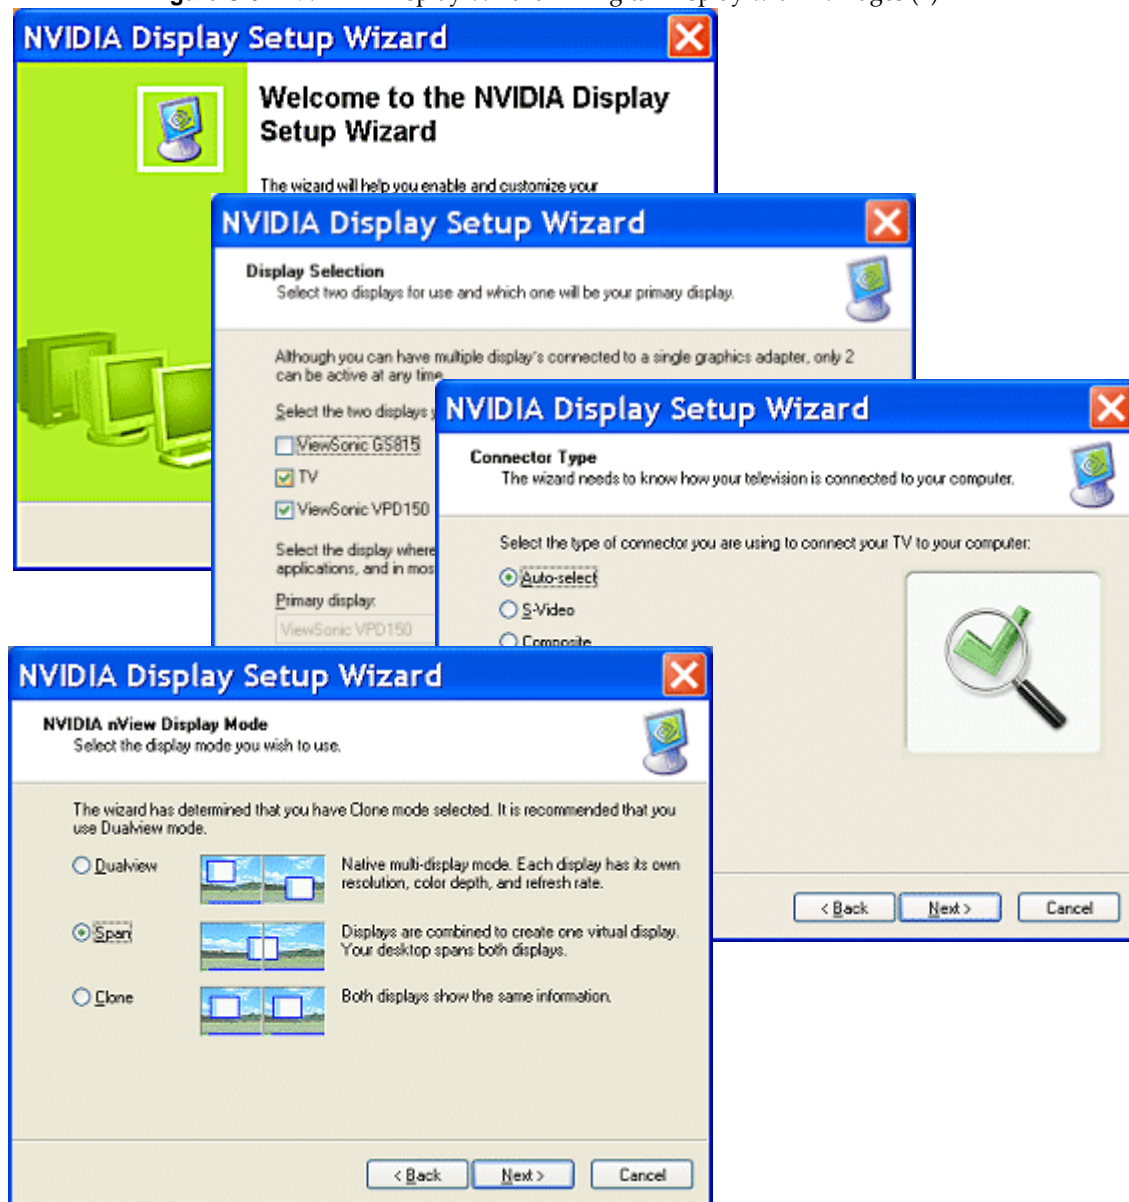 NVIDIA Display Setup Wizard
Welcome to the NVIDIA Display
Setup Wizard
The wizard will help you enable and customize your
NVIDIA Display Setup Wizard
Display Selection
Select two displays for use and which one will be your primary display.
Although you can have multiple display's connected to a single graphics adapter, only 2
can be active at any time.
Select the two displays
ViewSonic GS815
TV
ViewSonic VPD150
Select the display where
applications, and in mos
Primary display:
ViewSonic VPD150
NVIDIA Display Setup Wizard
Connector Type
The wizard needs to know how your television is connected to your computer.
Select the type of connector you are using to connect your TV to your computer:
Auto-select
S-Video
Composite
< Back
Next >
Cancel
NVIDIA Display Setup Wizard
NVIDIA nView Display Mode
Select the display mode you wish to use.
The wizard has determined that you have Clone mode selected. It is recommended that you
use Dualview mode.
Dualview
Native multi-display mode. Each display has its own
resolution, color depth, and refresh rate.
Span
Displays are combined to create one virtual display.
Your desktop spans both displays.
Clone
Both displays show the same information.
< Back
Next >
Cancel